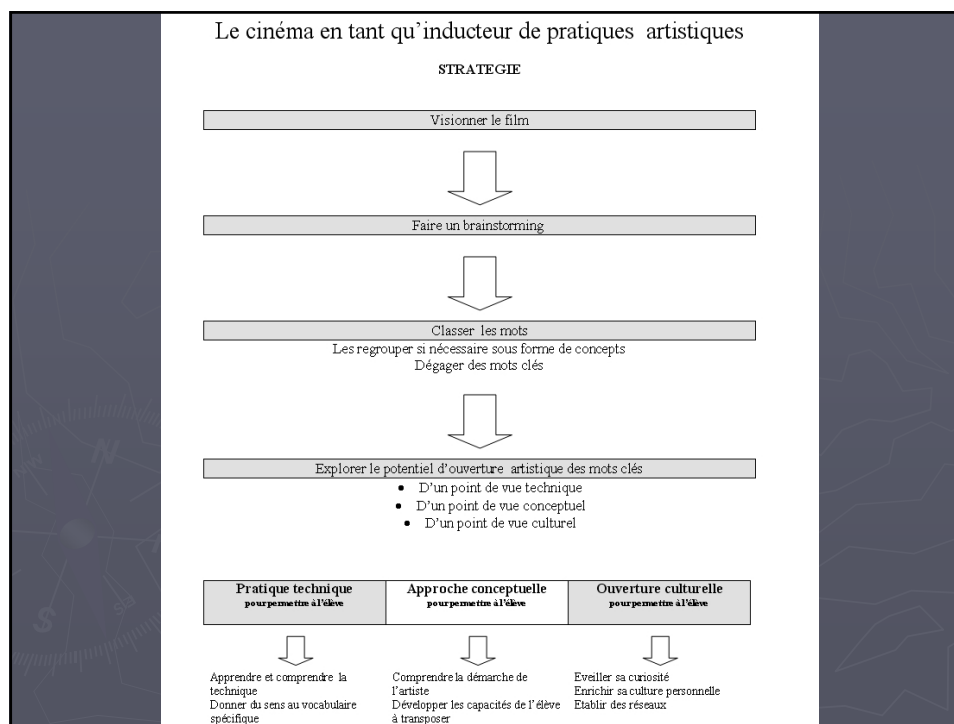 Le cinéma en tant qu'inducteur de pratiques artistiques
STRATEGIE
Visionner le film
Faire un brainstorming
Classer les mots
Les regrouper si nécessaire sous forme de concepts
Dégager des mots clés
Explorer le potentiel d'ouverture artistique des mots clés
• D'un point de vue technique
• D'un point de vue conceptuel
• D'un point de vue culturel
Pratique technique
pour permettre à l'élève
Approche conceptuelle
pour permettre à l'élève
Ouverture culturelle
pour permettre à l'élève
Apprendre et comprendre la
technique
Donner du sens au vocabulaire
spécifique
Comprendre la démarche de
l'artiste
Développer les capacités de l'élève
à transposer
Eveiller sa curiosité
Enrichir sa culture personnelle
Etablir des réseaux
N
S